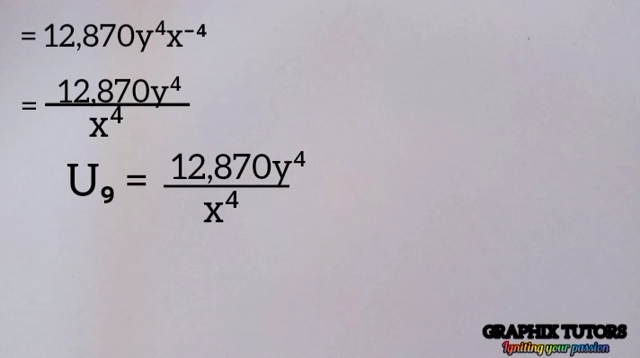 = 12,870y⁴x⁻⁴
= 12,870y⁴
x⁴
U₉ = 12,870y⁴
x⁴
GRAPHIX TUTORS
Igniting your passion